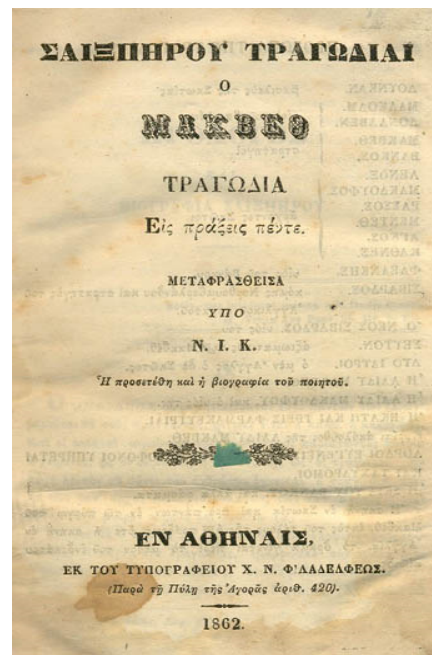 ΣΑΙΞΠΗΡΟΥ ΤΡΑΓΩΔΙΑΙ
Ο
ΜΑΚΒΕΘ
ΤΡΑΓΩΔΙΑ
Εἰς πράξεις πέντε.
ΜΕΤΑΦΡΑΣΘΕΙΣΑ
ΥΠΟ
Ν. Ι. Κ.
Ἧ προσετέθη καὶ ἡ βιογραφία τοῦ ποιητοῦ.
ΕΝ ΑΘΗΝΑΙΣ,
ΕΚ ΤΟΥ ΤΥΠΟΓΡΑΦΕΙΟΥ Χ. Ν. ΦΙΛΑΔΕΛΦΕΩΣ.
(Παρὰ τῇ Πύλῃ τῆς Ἀγορᾶς ἀριθ. 420).
1862.